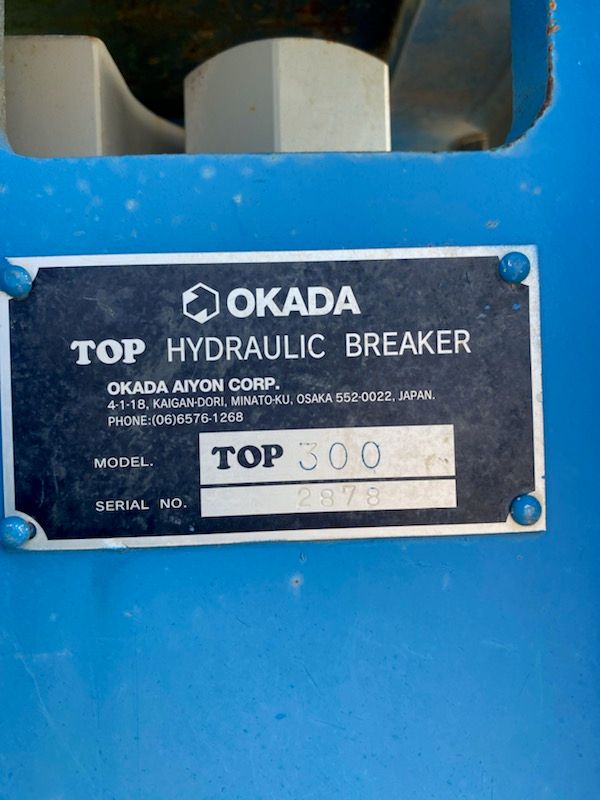 OKADA
TOP HYDRAULIC BREAKER
OKADA AIYON CORP.
4-1-18, KAIGAN-DORI, MINATO-KU, OSAKA 552-0022, JAPAN.
PHONE:(06)6576-1268
MODEL. TOP 300
SERIAL NO. 2878